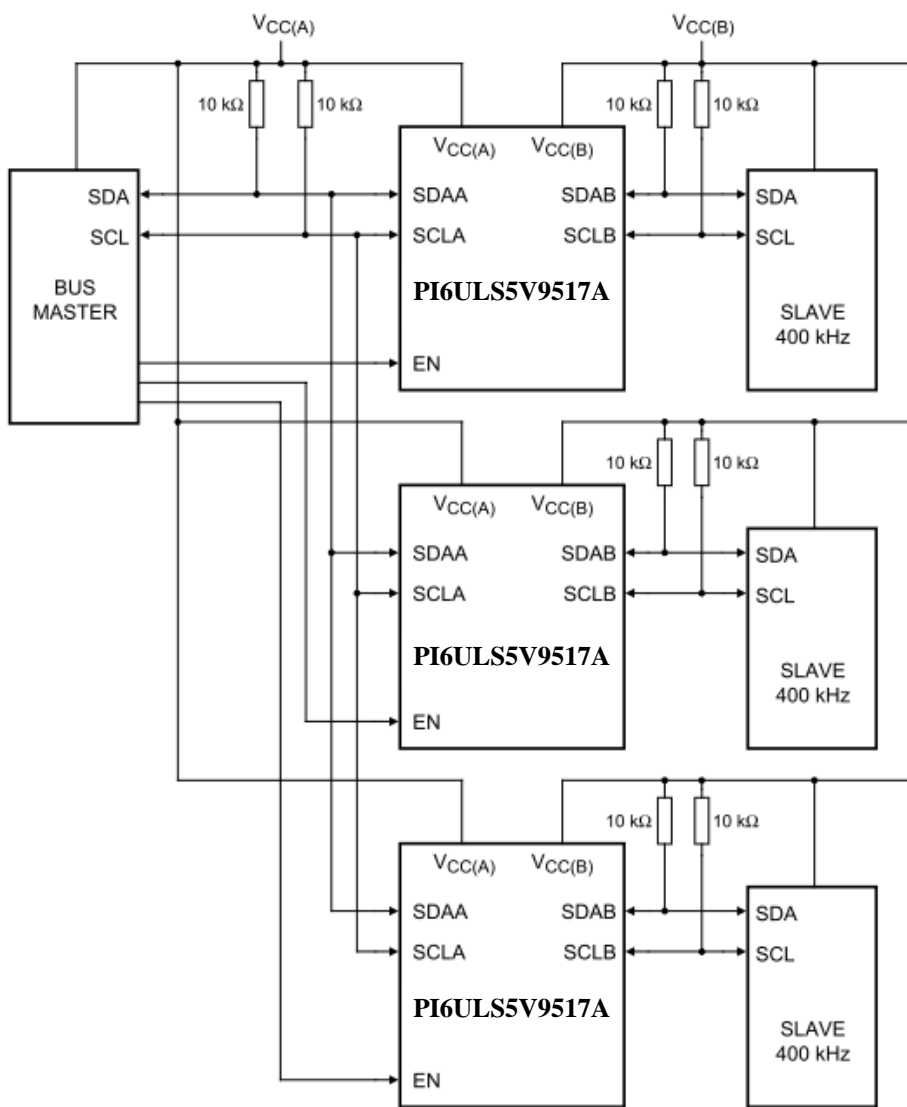 VCC(A)
VCC(B)
10 kΩ
10 kΩ
10 kΩ
10 kΩ
VCC(A)
VCC(B)
SDA
SDAA
SDAB
SDA
SCL
SCLA
SCLB
SCL
BUS
MASTER
PI6ULS5V9517A
SLAVE
400 kHz
EN
10 kΩ
10 kΩ
VCC(A)
VCC(B)
SDAA
SDAB
SDA
SCLA
SCLB
SCL
PI6ULS5V9517A
SLAVE
400 kHz
EN
10 kΩ
10 kΩ
VCC(A)
VCC(B)
SDAA
SDAB
SDA
SCLA
SCLB
SCL
PI6ULS5V9517A
SLAVE
400 kHz
EN